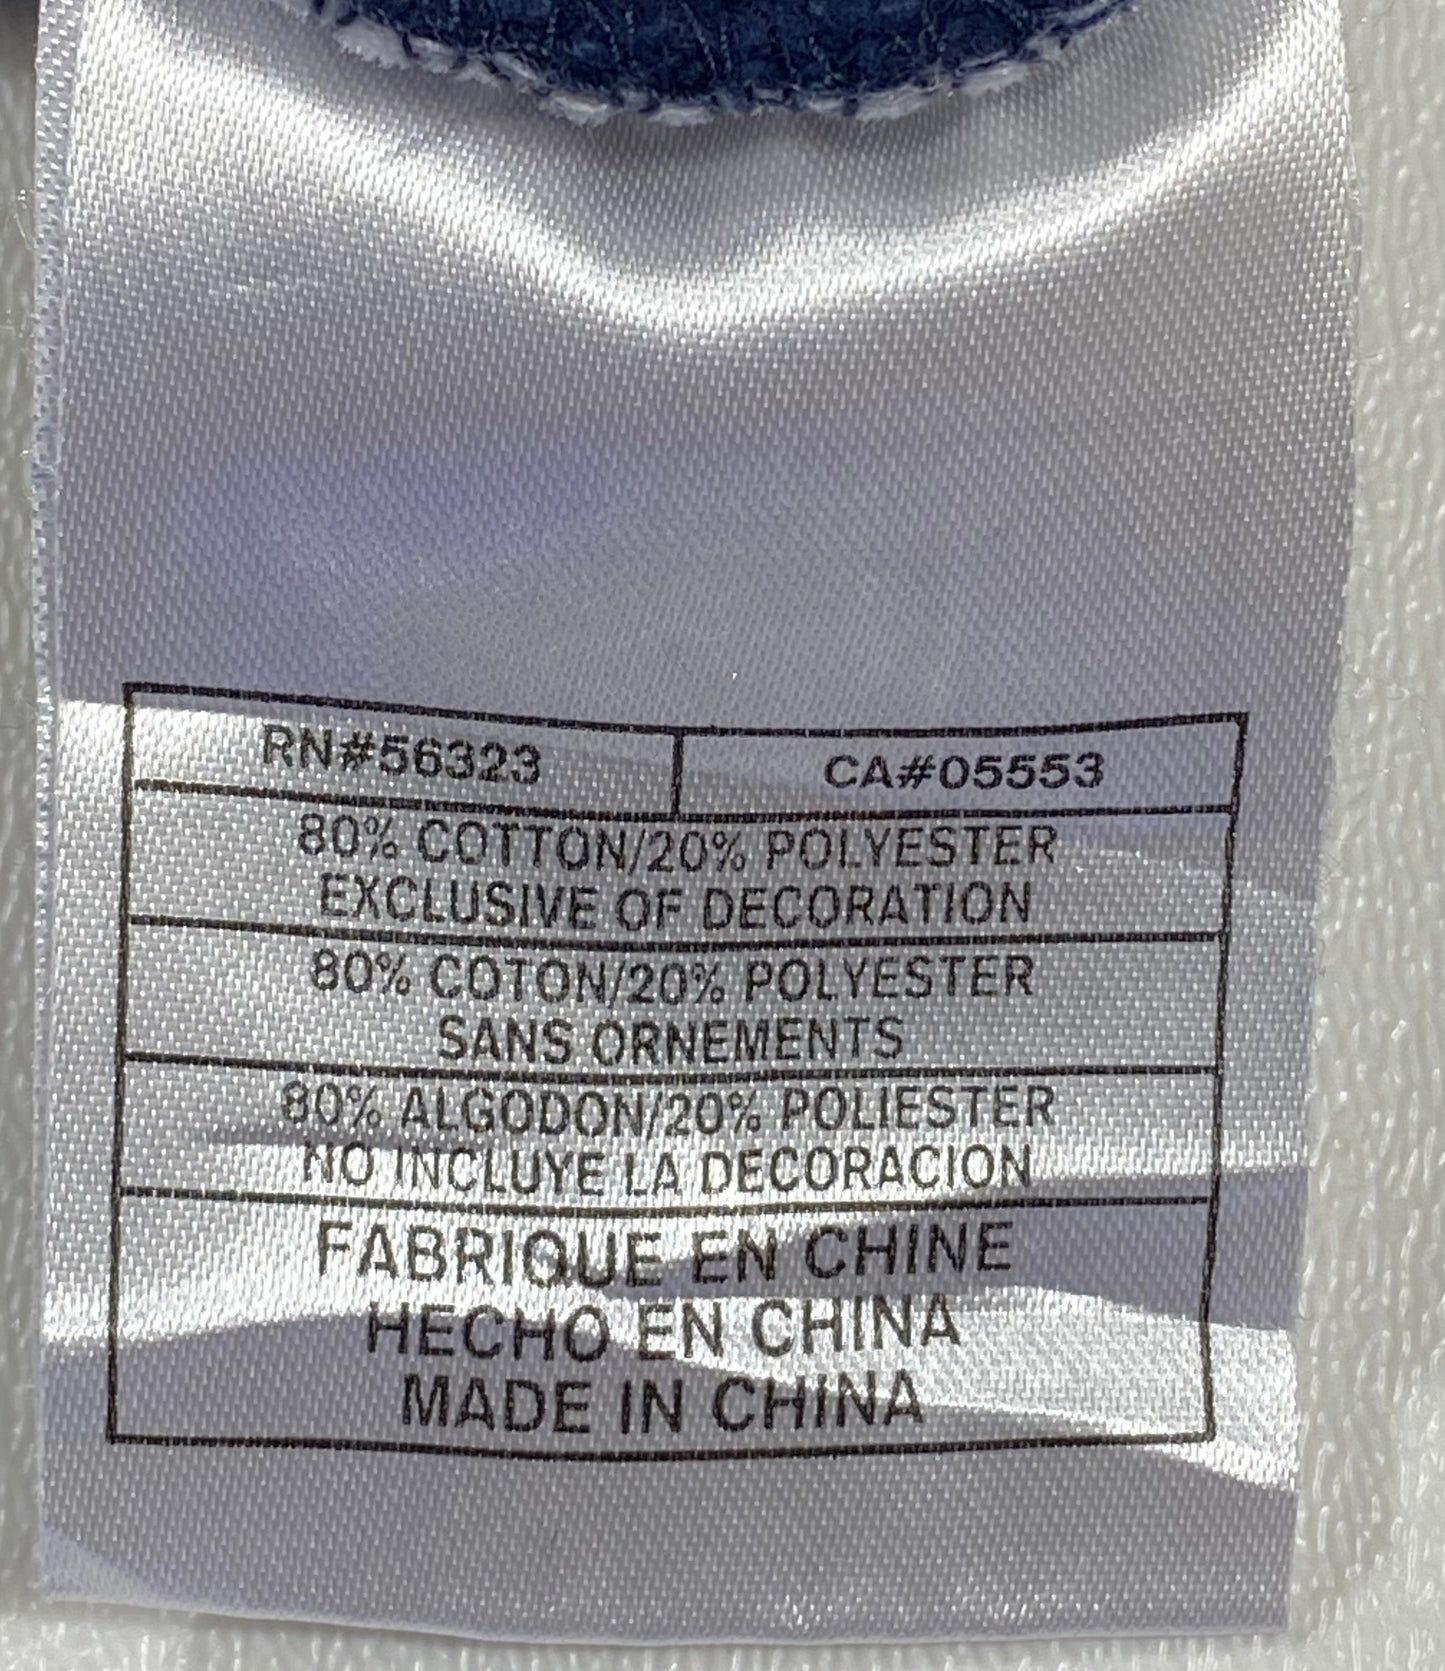 RN#56323 CA#05553
80% COTTON/20% POLYESTER
EXCLUSIVE OF DECORATION
80% COTON/20% POLYESTER
SANS ORNEMENTS
80% ALGODON/20% POLIESTER
NO INCLUYE LA DECORACION
FABRIQUE EN CHINE
HECHO EN CHINA
MADE IN CHINA